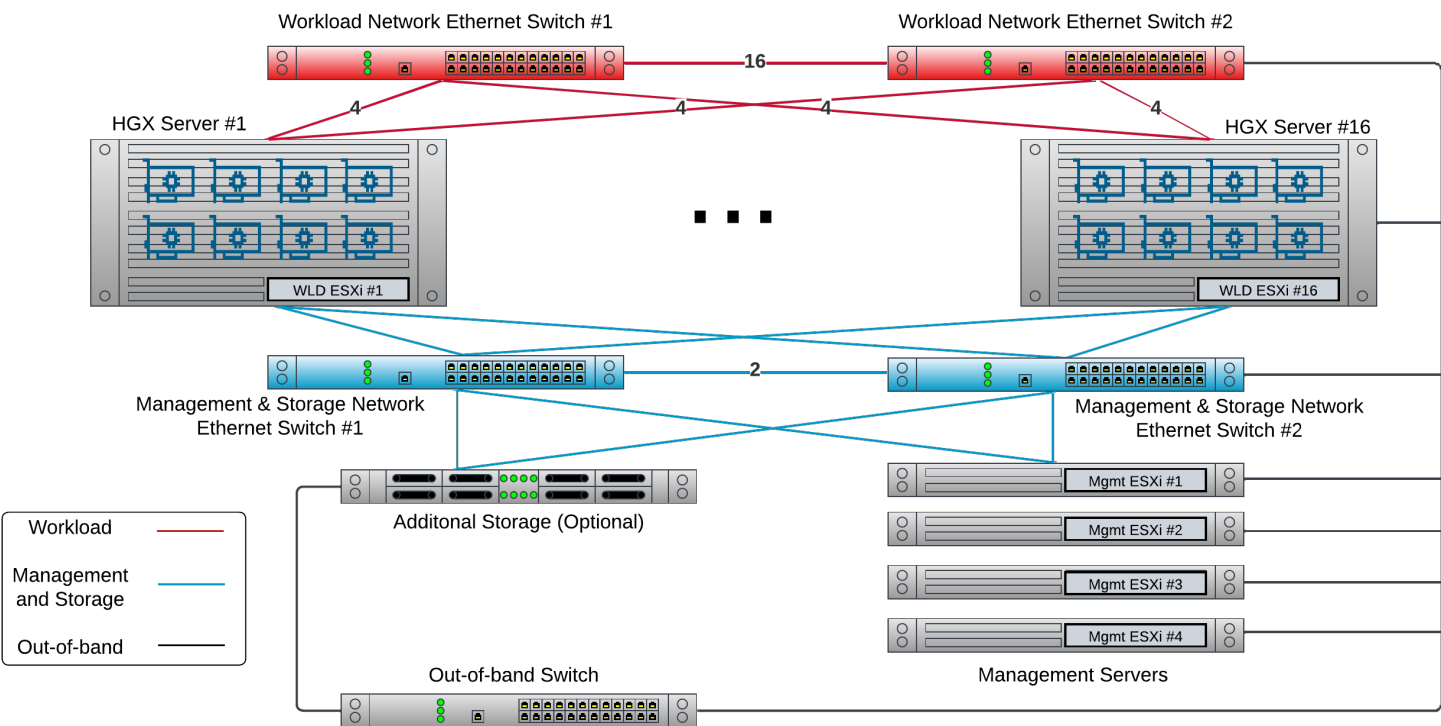 Workload Network Ethernet Switch #1
Workload Network Ethernet Switch #2
16
4
4
4
4
HGX Server #1
HGX Server #16
WLD ESXi #1
WLD ESXi #16
2
Management & Storage Network
Ethernet Switch #1
Management & Storage Network
Ethernet Switch #2
Mgmt ESXi #1
Additonal Storage (Optional)
Mgmt ESXi #2
Mgmt ESXi #3
Mgmt ESXi #4
Management Servers
Workload
Management
and Storage
Out-of-band
Out-of-band Switch